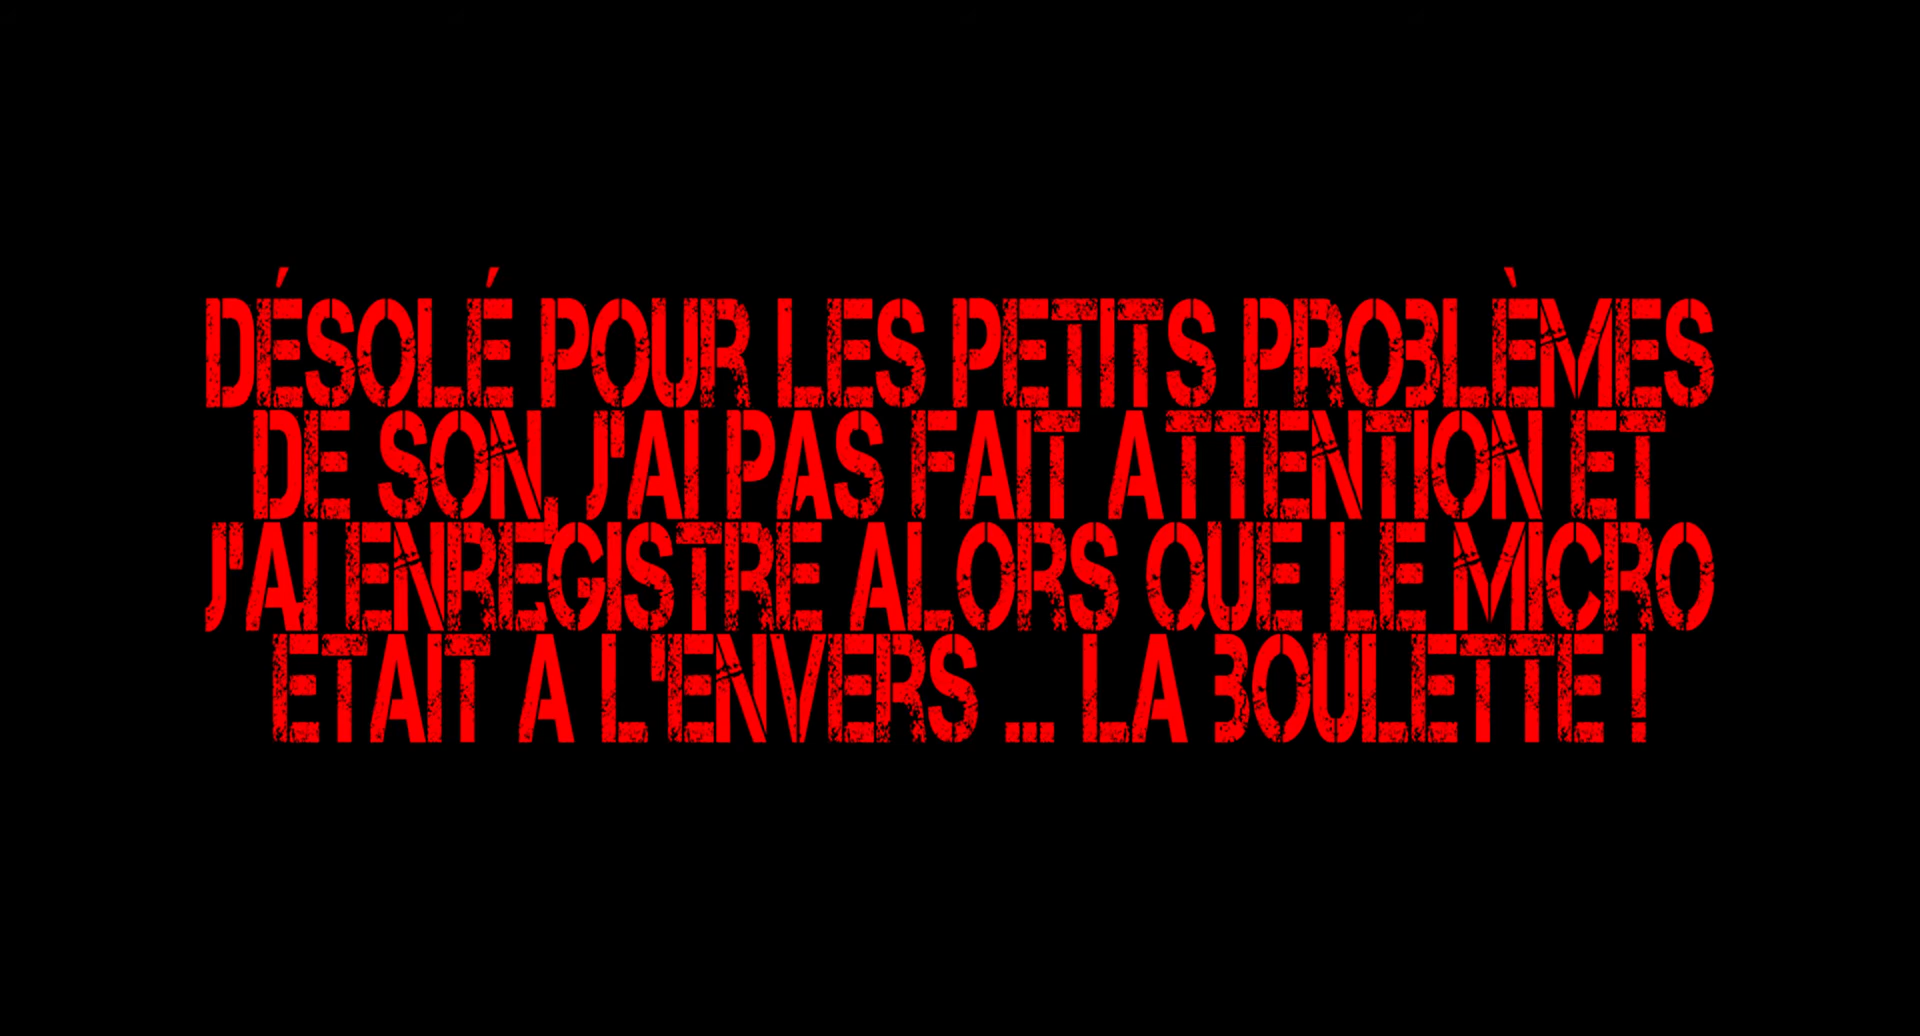 DÉSOLÉ POUR LES PETITS PROBLÈMES
DE SON, J'AI PAS FAIT ATTENTION ET
J'AI ENREGISTRÉ ALORS QUE LE MICRO
ÉTAIT À L'ENVERS ... LA BOULETTE !